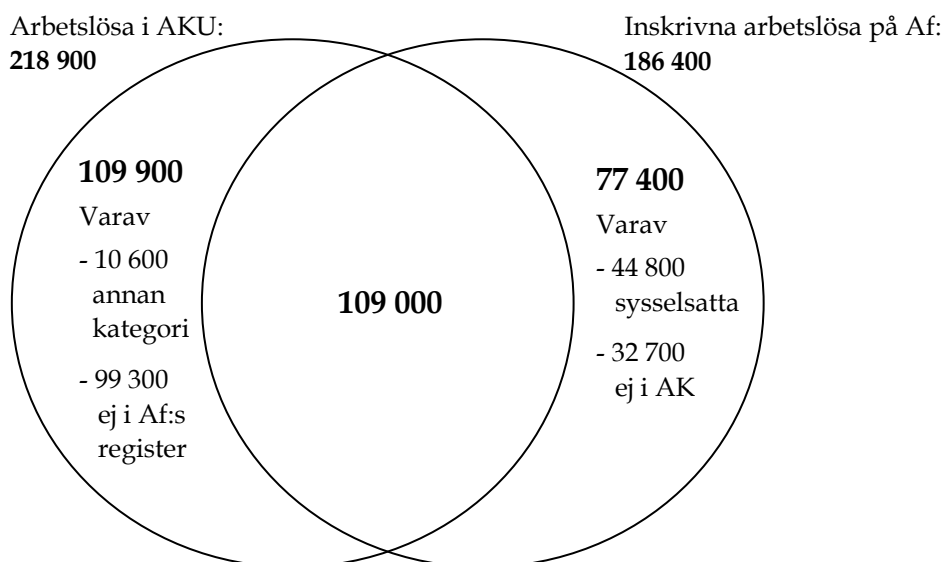 Arbetslösa i AKU:
218 900
Inskrivna arbetslösa på Af:
186 400
109 900
Varav
- 10 600
annan
kategori
- 99 300
ej i Af:s
register
109 000
77 400
Varav
- 44 800
sysselsatta
- 32 700
ej i AK